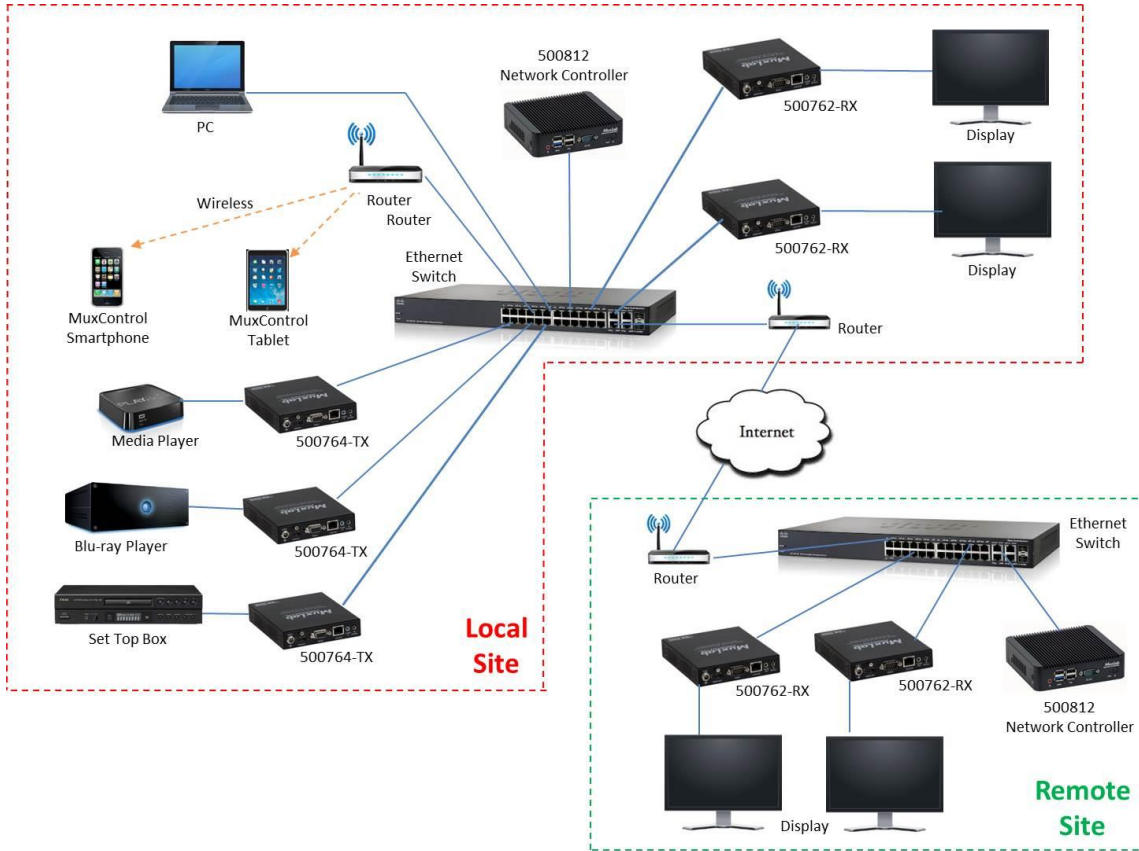 500812
Network Controller
500762-RX
Display
PC
Wireless
Router
Router
500762-RX
Display
Ethernet
Switch
MuxControl
Smartphone
MuxControl
Tablet
Router
Media Player
500764-TX
Internet
Blu-ray Player
500764-TX
Ethernet
Switch
Router
Set Top Box
500764-TX
Local
Site
500762-RX
500762-RX
500812
Network Controller
Display
Remote
Site